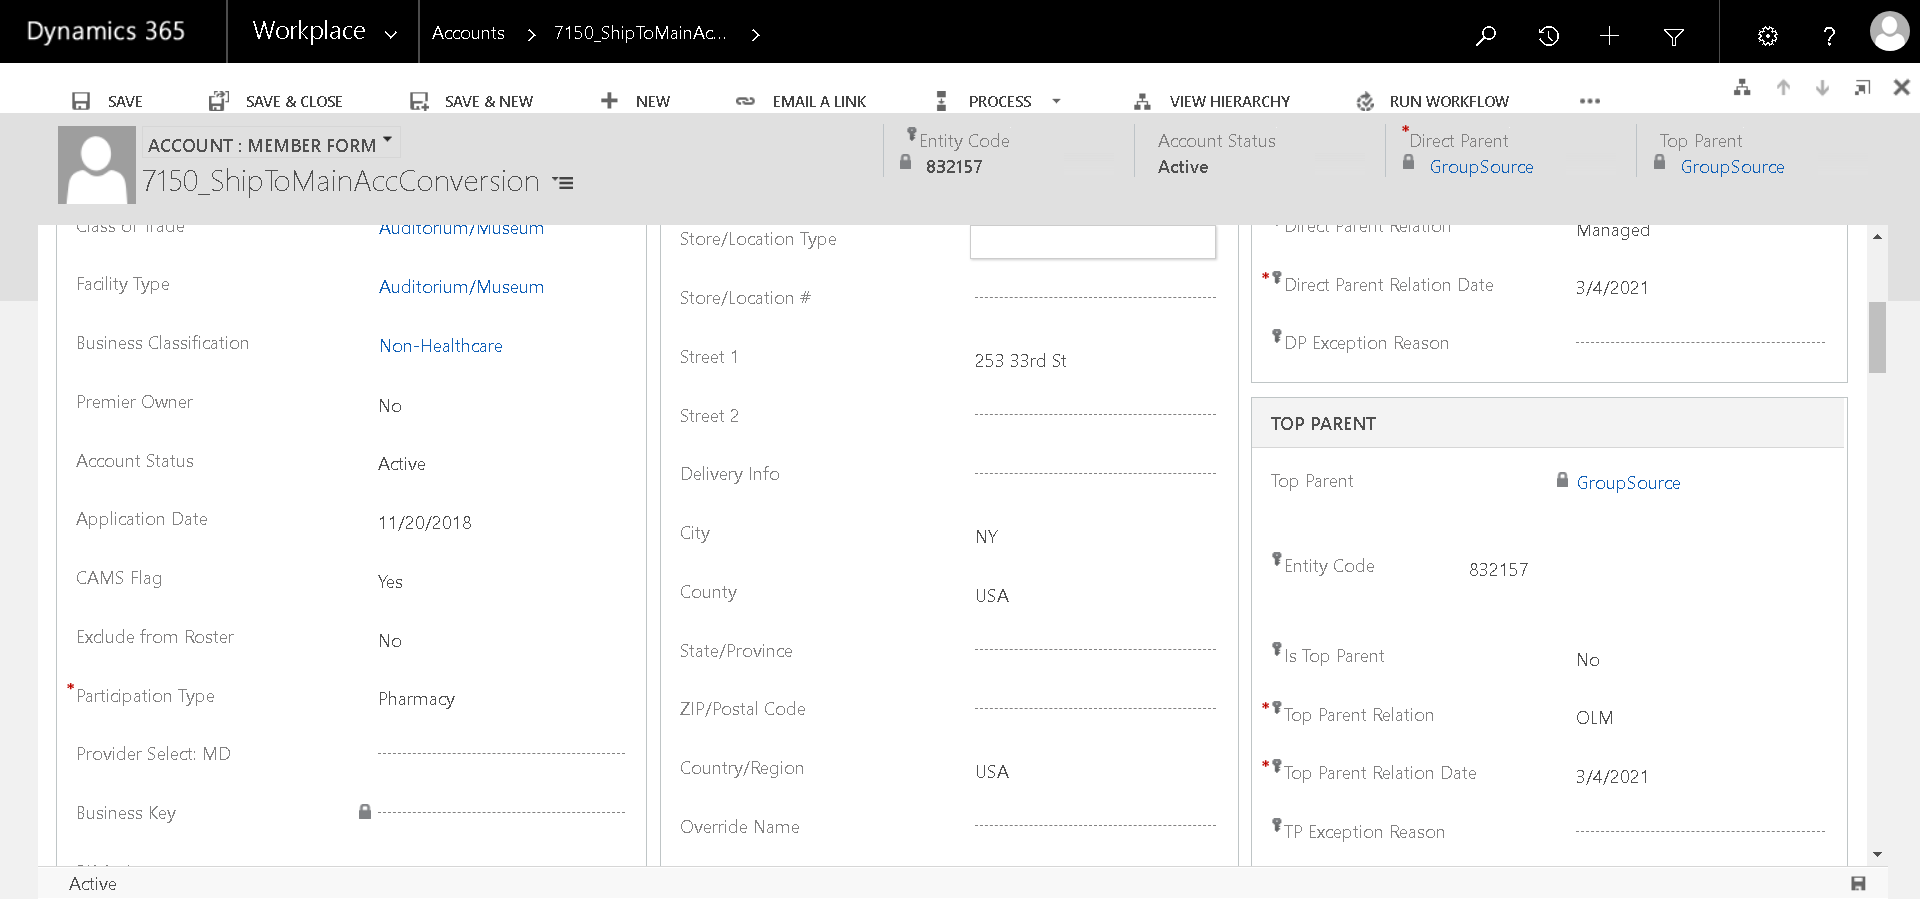 Dynamics 365
Workplace
Accounts
7150_ShipToMainAc...
SAVE
SAVE & CLOSE
SAVE & NEW
NEW
EMAIL A LINK
PROCESS
VIEW HIERARCHY
RUN WORKFLOW
ACCOUNT : MEMBER FORM
7150_ShipToMainAccConversion
Entity Code
832157
Account Status
Active
*Direct Parent
GroupSource
Top Parent
GroupSource
Class of Trade
Auditorium/Museum
Facility Type
Auditorium/Museum
Business Classification
Non-Healthcare
Premier Owner
No
Account Status
Active
Application Date
11/20/2018
CAMS Flag
Yes
Exclude from Roster
No
*Participation Type
Pharmacy
Provider Select: MD
Business Key
Store/Location Type
Store/Location #
Street 1
253 33rd St
Street 2
Delivery Info
City
NY
County
USA
State/Province
ZIP/Postal Code
Country/Region
USA
Override Name
Direct Parent Relation
Managed
*Direct Parent Relation Date
3/4/2021
DP Exception Reason
TOP PARENT
Top Parent
GroupSource
Entity Code
832157
Is Top Parent
No
*Top Parent Relation
OLM
*Top Parent Relation Date
3/4/2021
TP Exception Reason
Active